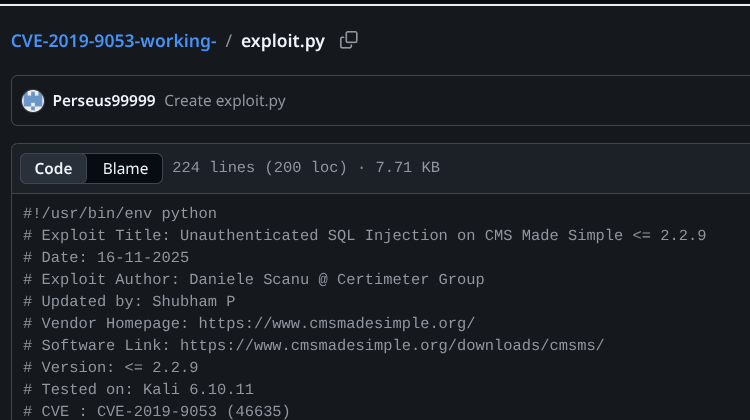 CVE-2019-9053-working- / exploit.py
Perseus99999 Create exploit.py
Code Blame 224 lines (200 loc) · 7.71 KB
#!/usr/bin/env python
# Exploit Title: Unauthenticated SQL Injection on CMS Made Simple <= 2.2.9
# Date: 16-11-2025
# Exploit Author: Daniele Scanu @ Certimeter Group
# Updated by: Shubham P
# Vendor Homepage: https://www.cmsmadesimple.org/
# Software Link: https://www.cmsmadesimple.org/downloads/cmsms/
# Version: <= 2.2.9
# Tested on: Kali 6.10.11
# CVE : CVE-2019-9053 (46635)